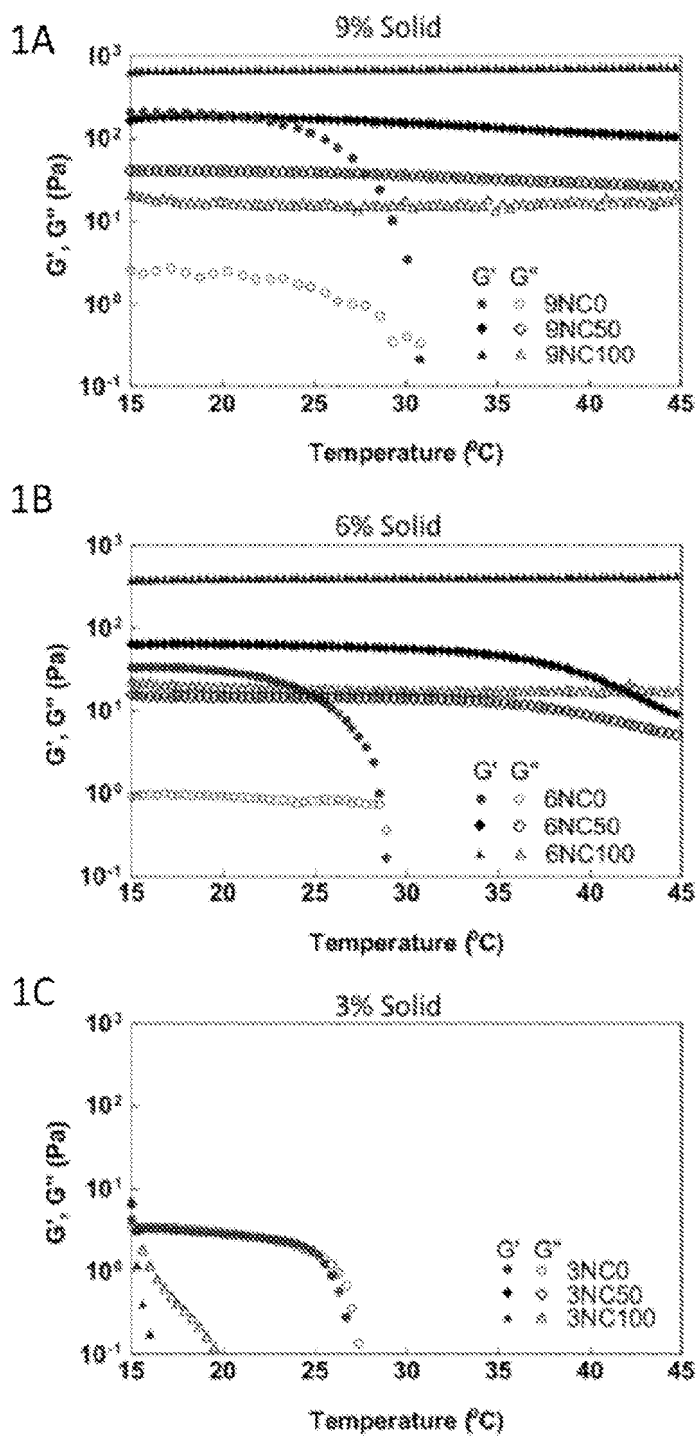 1A
9% Solid
10³
10²
10¹
10⁰
10⁻¹
G', G" (Pa)
G' G"
9NC0
9NC50
9NC100
15 20 25 30 35 40 45
Temperature (⁰C)
1B
6% Solid
10³
10²
10¹
10⁰
10⁻¹
G', G" (Pa)
G' G"
6NC0
6NC50
6NC100
15 20 25 30 35 40 45
Temperature (⁰C)
1C
3% Solid
10³
10²
10¹
10⁰
10⁻¹
G', G" (Pa)
G' G"
3NC0
3NC50
3NC100
15 20 25 30 35 40 45
Temperature (⁰C)